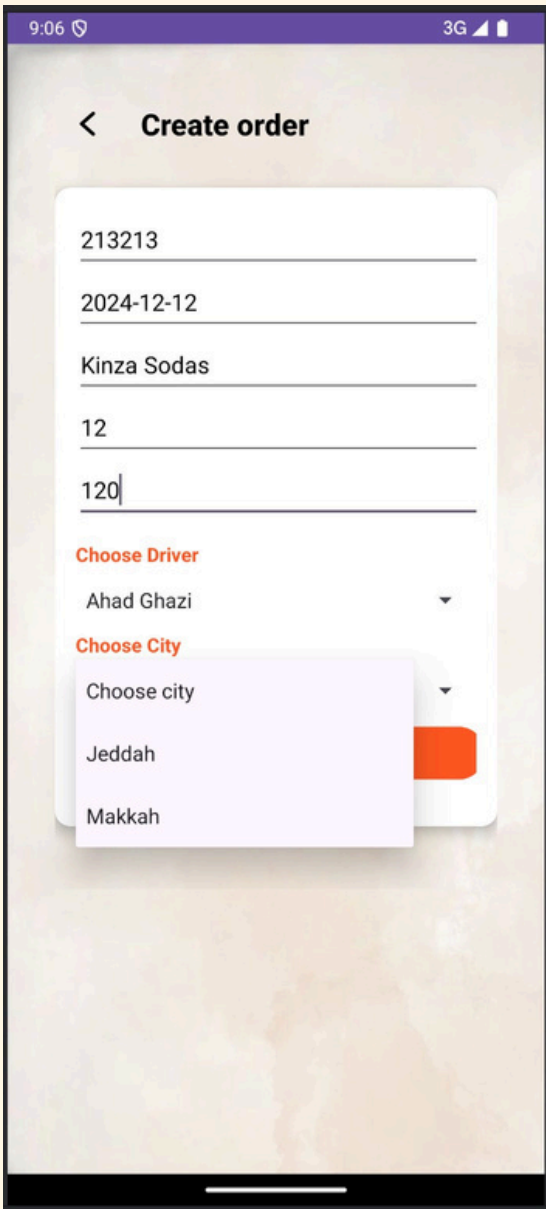 9:06 3G
Create order
213213
2024-12-12
Kinza Sodas
12
120
Choose Driver
Ahad Ghazi
Choose City
Choose city
Jeddah
Makkah